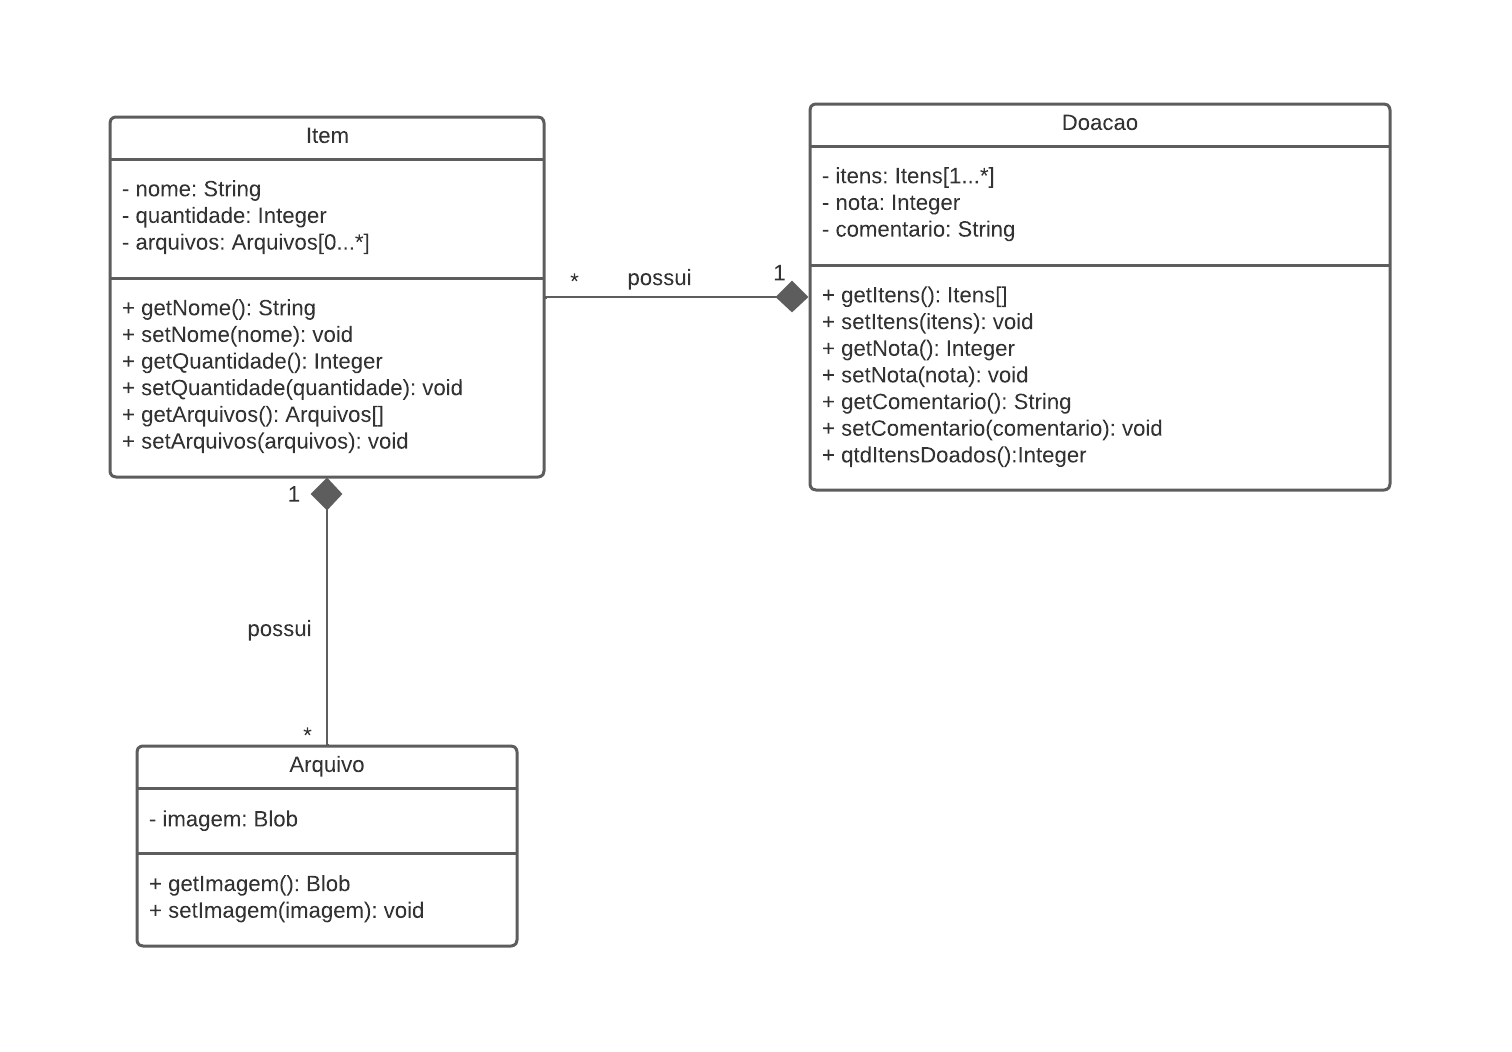 Item
- nome: String
- quantidade: Integer
- arquivos: Arquivos[0...*]
+ getNome(): String
+ setNome(nome): void
+ getQuantidade(): Integer
+ setQuantidade(quantidade): void
+ getArquivos(): Arquivos[]
+ setArquivos(arquivos): void
* possui 1
Doacao
- itens: Itens[1...*]
- nota: Integer
- comentario: String
+ getItens(): Itens[]
+ setItens(itens): void
+ getNota(): Integer
+ setNota(nota): void
+ getComentario(): String
+ setComentario(comentario): void
+ qtdItensDoados():Integer
1
possui
*
Arquivo
- imagem: Blob
+ getImagem(): Blob
+ setImagem(imagem): void